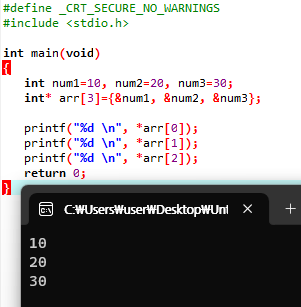 #define _CRT_SECURE_NO_WARNINGS
#include <stdio.h>
int main(void)
{
int num1=10, num2=20, num3=30;
int* arr[3]={&num1, &num2, &num3};
printf("%d \n", *arr[0]);
printf("%d \n", *arr[1]);
printf("%d \n", *arr[2]);
return 0;
}
C:₩Users₩user₩Desktop₩Unt
10
20
30